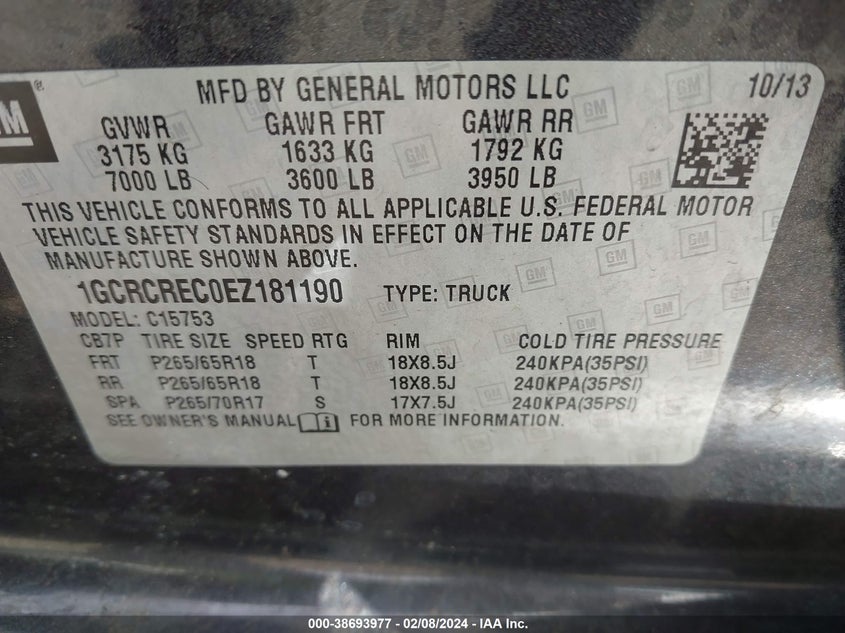 GM
MFD BY GENERAL MOTORS LLC 10/13
GVWR GAWR FRT GAWR RR
3175 KG 1633 KG 1792 KG
7000 LB 3600 LB 3950 LB
THIS VEHICLE CONFORMS TO ALL APPLICABLE U.S. FEDERAL MOTOR
VEHICLE SAFETY STANDARDS IN EFFECT ON THE DATE OF
MANUFACTURE SHOWN ABOVE.
1GCRCREC0EZ181190 TYPE: TRUCK
MODEL: C15753
CB7P TIRE SIZE SPEED RTG RIM COLD TIRE PRESSURE
FRT P265/65R18 T 18X8.5J 240KPA(35PSI)
RR P265/65R18 T 18X8.5J 240KPA(35PSI)
SPA P265/70R17 S 17X7.5J 240KPA(35PSI)
SEE OWNER'S MANUAL FOR MORE INFORMATION.
000-38693977 - 02/08/2024 - IAA Inc.